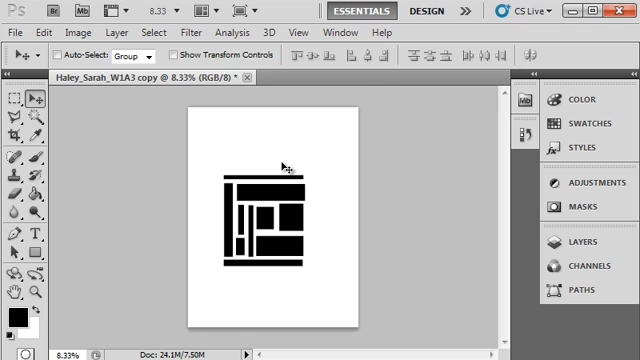 Ps Br Mb 8.33 ESSENTIALS DESIGN CS Live
File Edit Image Layer Select Filter Analysis 3D View Window Help
Auto-Select: Group Show Transform Controls
Haley_Sarah_W1A3 copy @ 8.33% (RGB/8) *
Mb
COLOR
SWATCHES
STYLES
ADJUSTMENTS
MASKS
LAYERS
CHANNELS
PATHS
8.33% Doc: 24.1M/7.50M